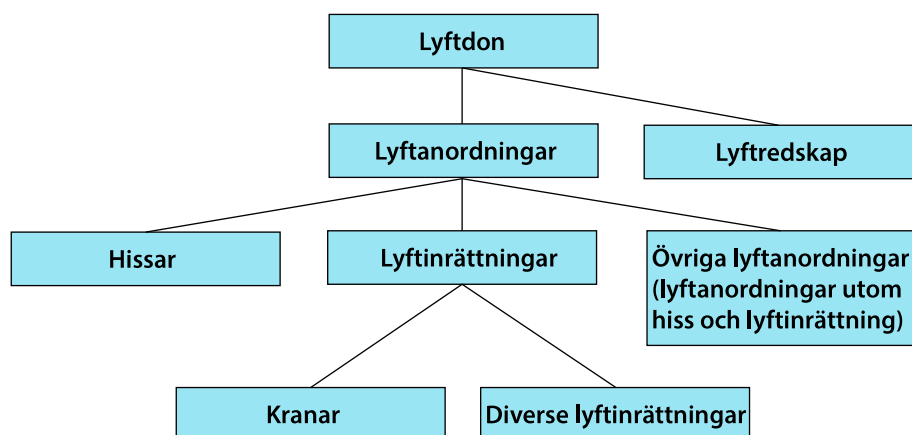 Lyftdon
Lyftanordningar
Lyftredskap
Hissar
Lyftinrättningar
Övriga lyftanordningar
(lyftanordningar utom
hiss och lyftinrättning)
Kranar
Diverse lyftinrättningar